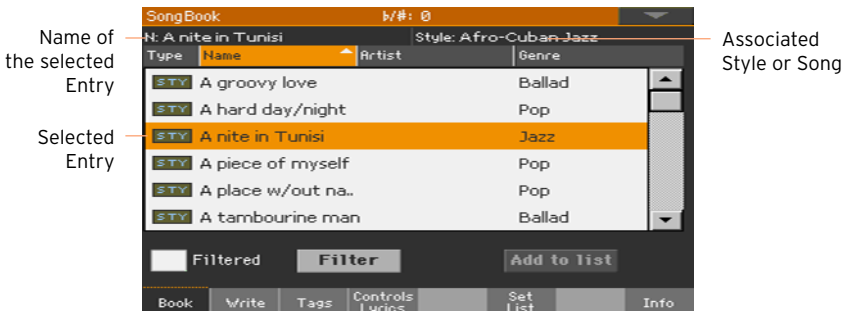 SongBook ♭/#: 0
Name of the selected Entry
N: A nite in Tunisi Style: Afro-Cuban Jazz
Associated Style or Song
Type Name Artist Genre
STY A groovy love Ballad
STY A hard day/night Pop
Selected Entry
STY A nite in Tunisi Jazz
STY A piece of myself Pop
STY A place w/out na.. Pop
STY A tambourine man Ballad
Filtered Filter Add to list
Book Write Tags Controls Lyrics Set List Info